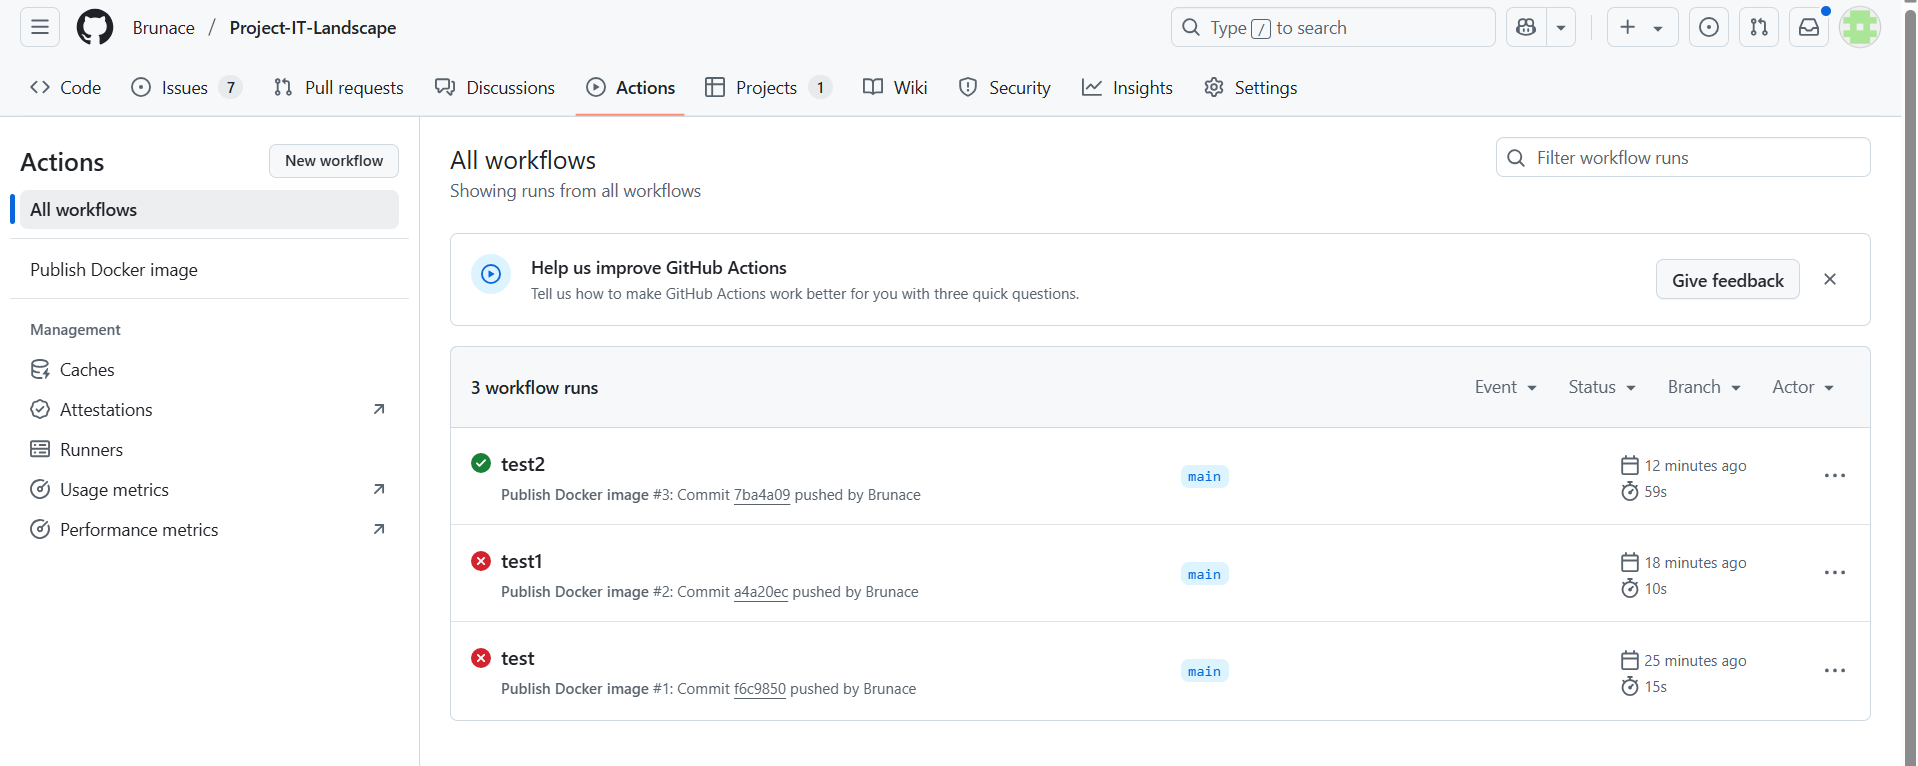 Brunace / Project-IT-Landscape
Type / to search
Code
Issues 7
Pull requests
Discussions
Actions
Projects 1
Wiki
Security
Insights
Settings
Actions
New workflow
All workflows
Publish Docker image
Management
Caches
Attestations
Runners
Usage metrics
Performance metrics
All workflows
Showing runs from all workflows
Filter workflow runs
Help us improve GitHub Actions
Tell us how to make GitHub Actions work better for you with three quick questions.
Give feedback
3 workflow runs
Event
Status
Branch
Actor
test2
Publish Docker image #3: Commit 7ba4a09 pushed by Brunace
main
12 minutes ago
59s
test1
Publish Docker image #2: Commit a4a20ec pushed by Brunace
main
18 minutes ago
10s
test
Publish Docker image #1: Commit f6c9850 pushed by Brunace
main
25 minutes ago
15s